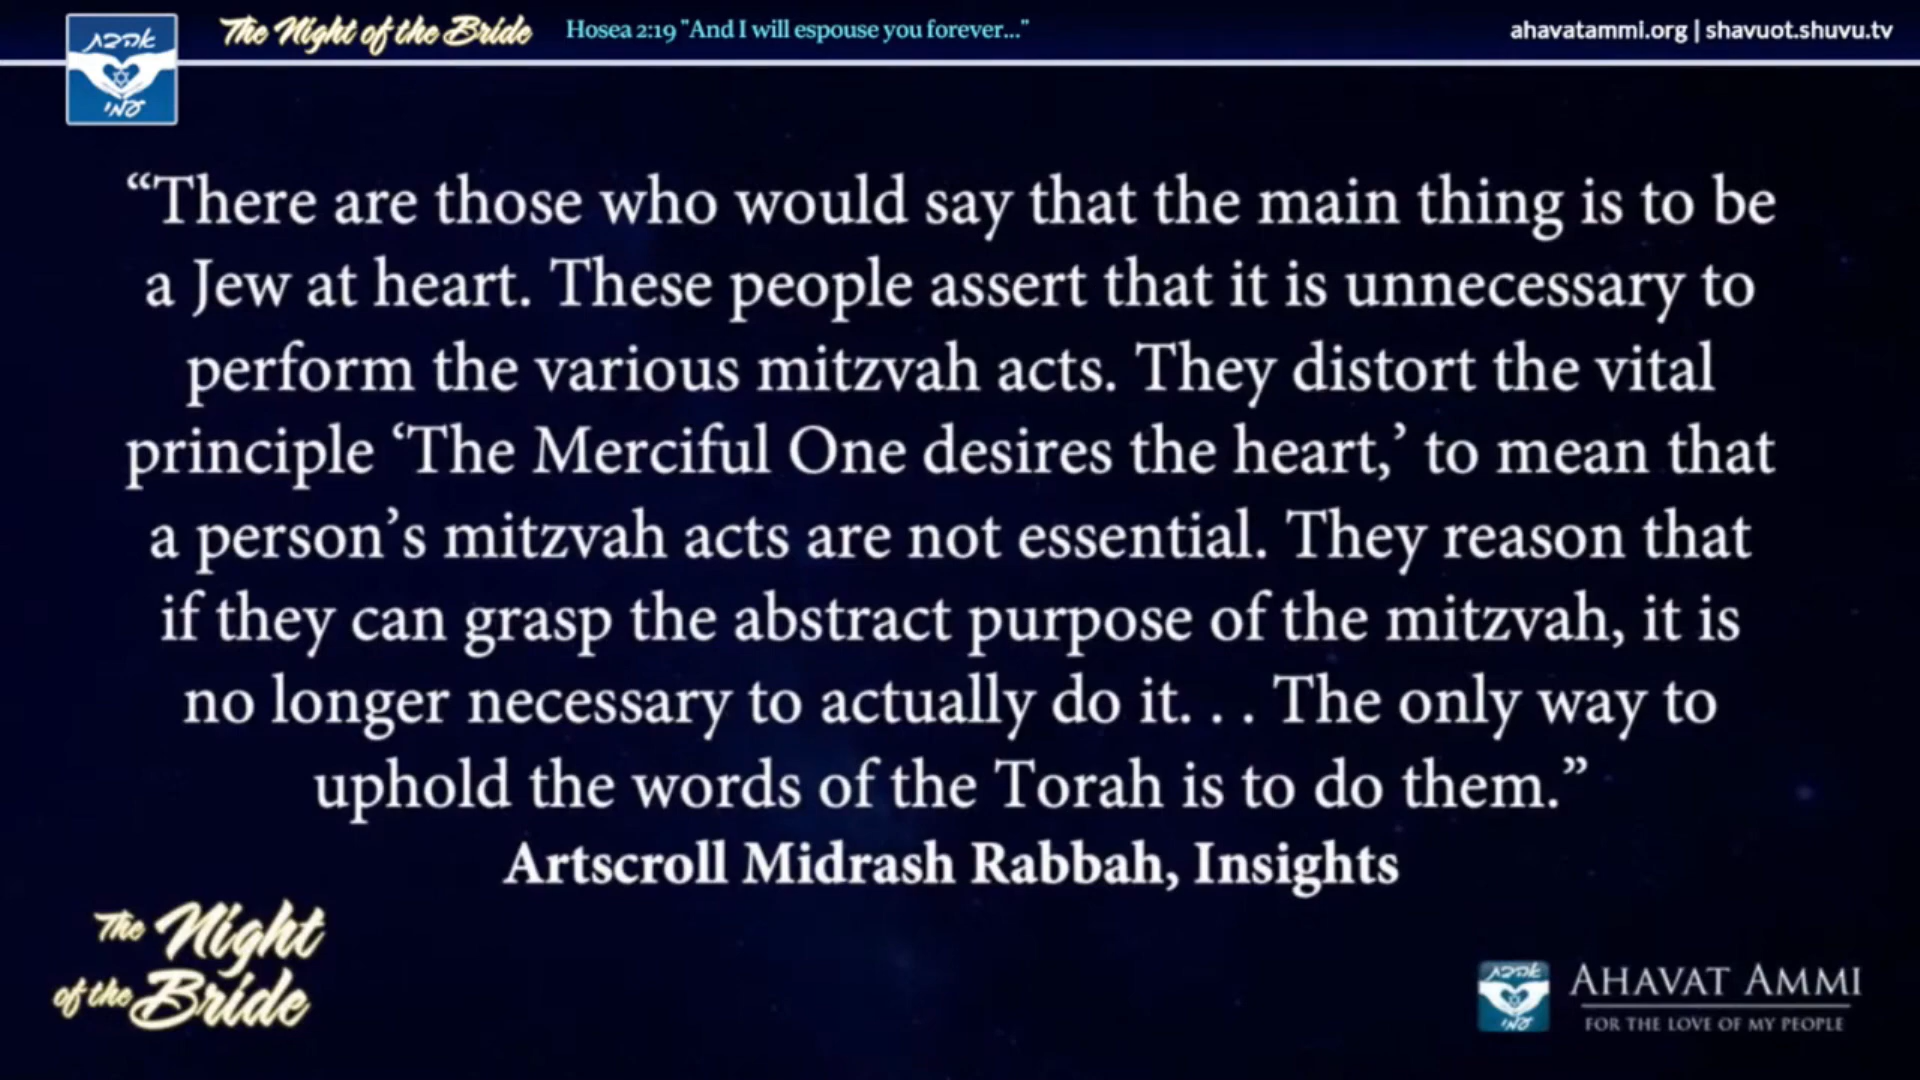 אהבת
עמי
The Night of the Bride
Hosea 2:19 "And I will espouse you forever..."
ahavatammi.org | shavuot.shuvu.tv
“There are those who would say that the main thing is to be
a Jew at heart. These people assert that it is unnecessary to
perform the various mitzvah acts. They distort the vital
principle ‘The Merciful One desires the heart,’ to mean that
a person’s mitzvah acts are not essential. They reason that
if they can grasp the abstract purpose of the mitzvah, it is
no longer necessary to actually do it. . . The only way to
uphold the words of the Torah is to do them.”
Artscroll Midrash Rabbah, Insights
The Night
of the Bride
אהבת
עמי
AHAVAT AMMI
FOR THE LOVE OF MY PEOPLE